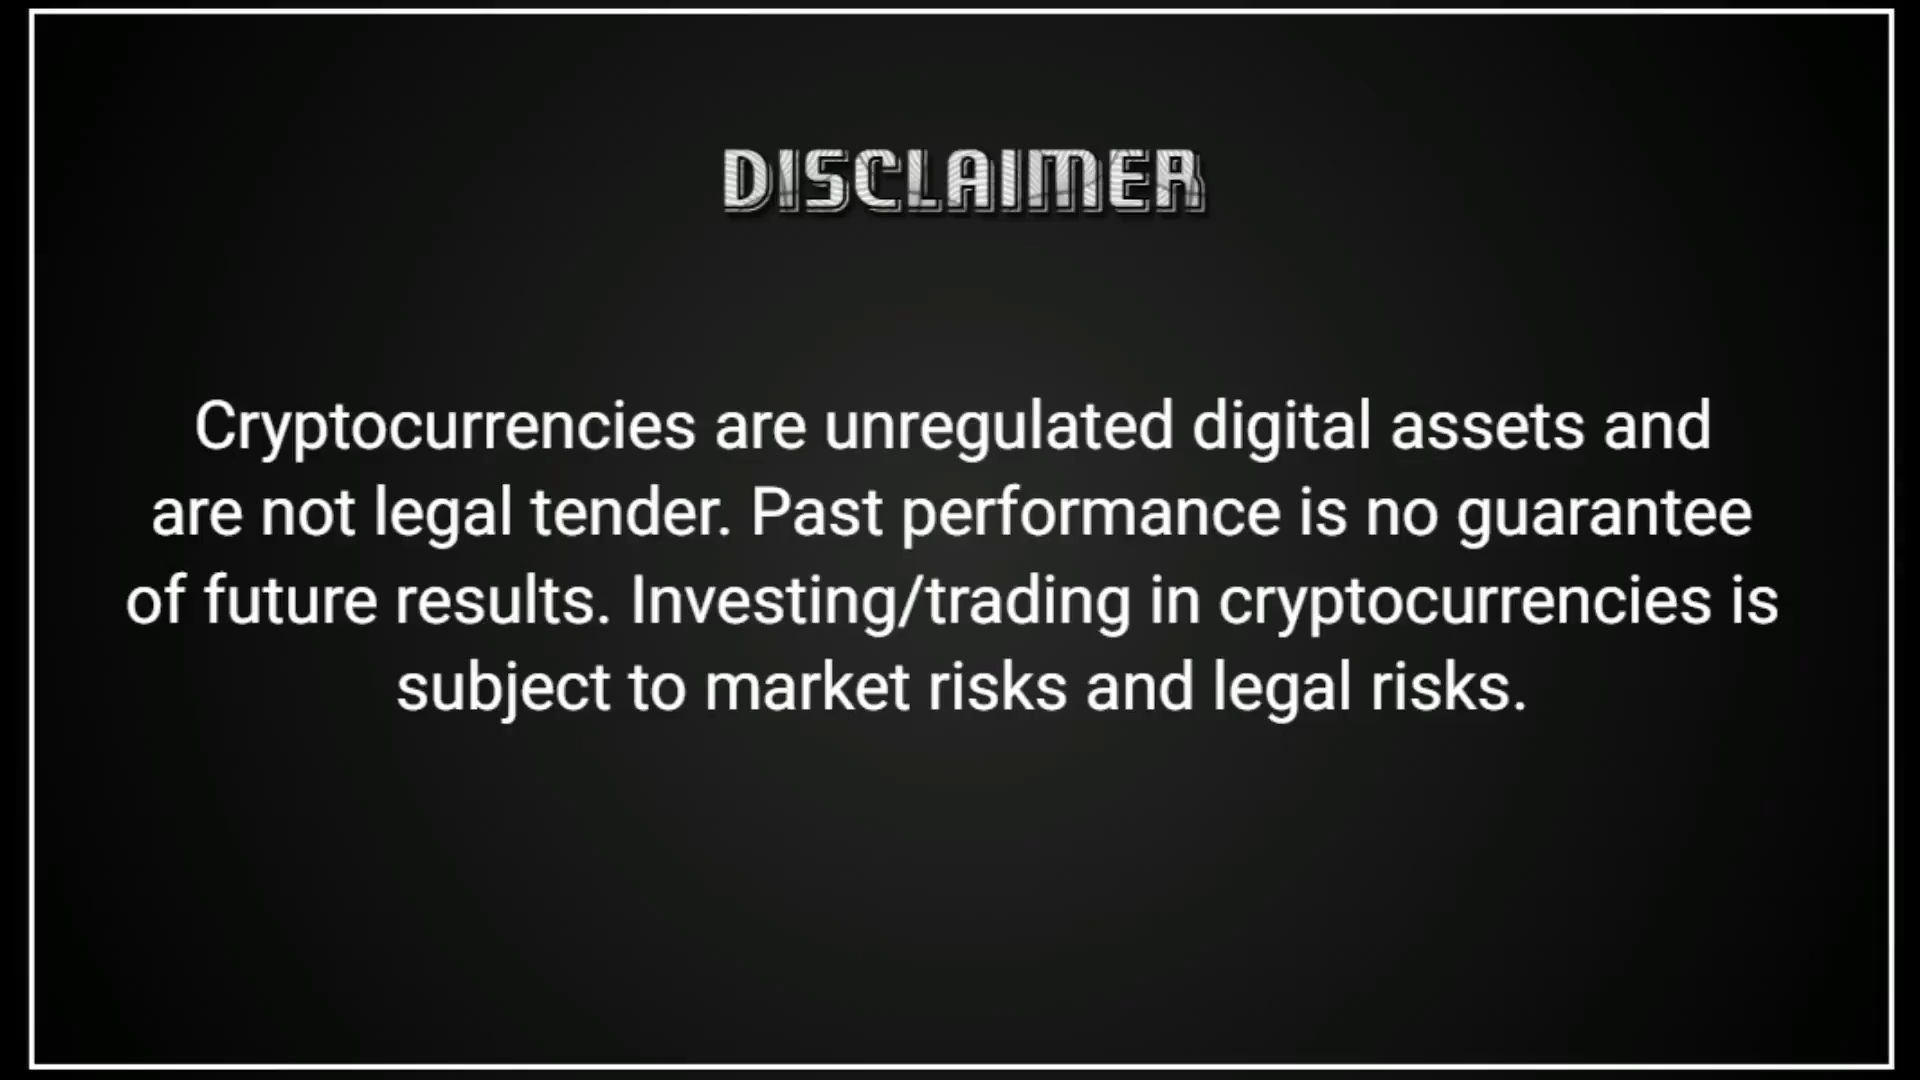 DISCLAIMER
Cryptocurrencies are unregulated digital assets and
are not legal tender. Past performance is no guarantee
of future results. Investing/trading in cryptocurrencies is
subject to market risks and legal risks.